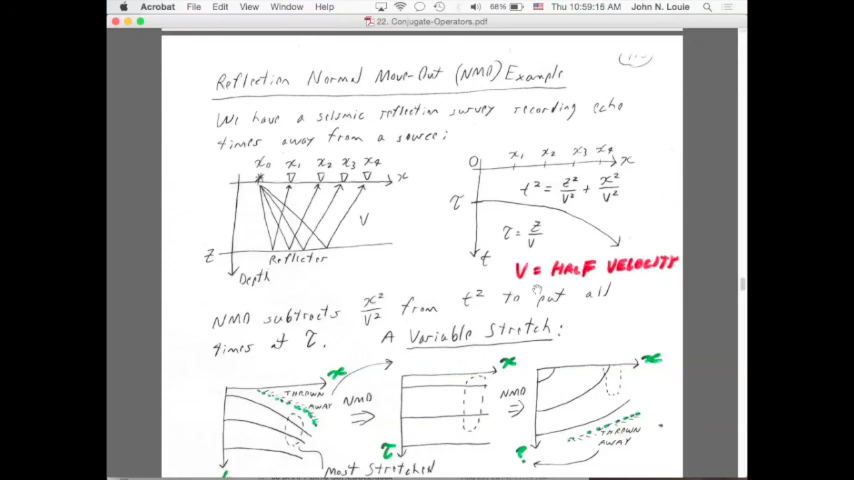 Acrobat File Edit View Window Help 68% Thu 10:59:16 AM John N. Louie
22. Conjugate-Operators.pdf
Reflection Normal Move-Out (NMO) Example
We have a seismic reflection survey recording echo
times away from a source:
x₀ x₁ x₂ x₃ x₄ x
V
z Reflector
Depth
0 x₁ x₂ x₃ x₄ x
t² = z²/V² + x²/V²
τ
τ = z/V
t
V = HALF VELOCITY
NMO subtracts x²/V² from t² to put all
times at τ. A Variable Stretch:
x x x
THROWN AWAY
NMO ⇒
NMO ⇒
THROWN AWAY
τ ?
Most Stretched